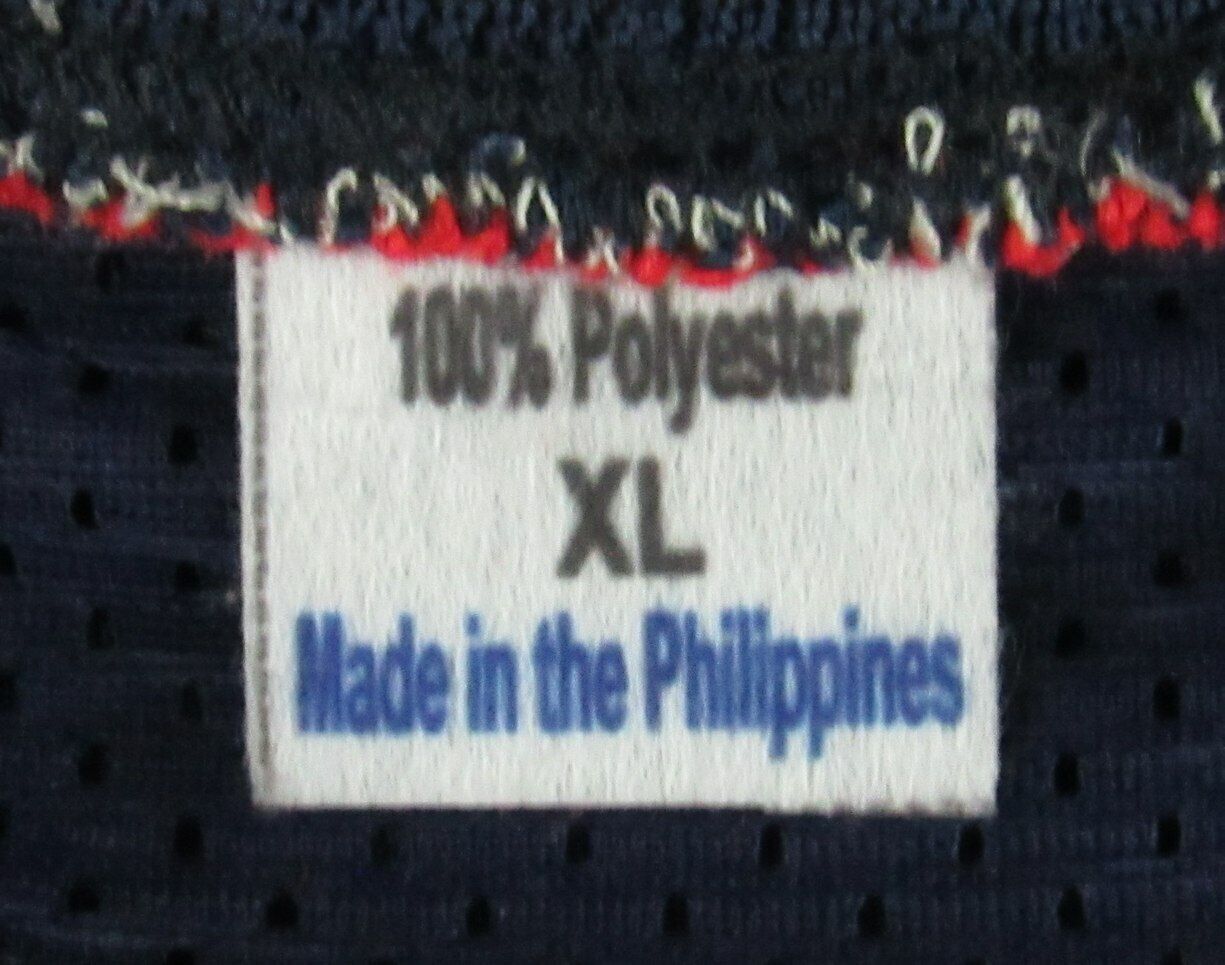 100% Polyester
XL
Made in the Philippines